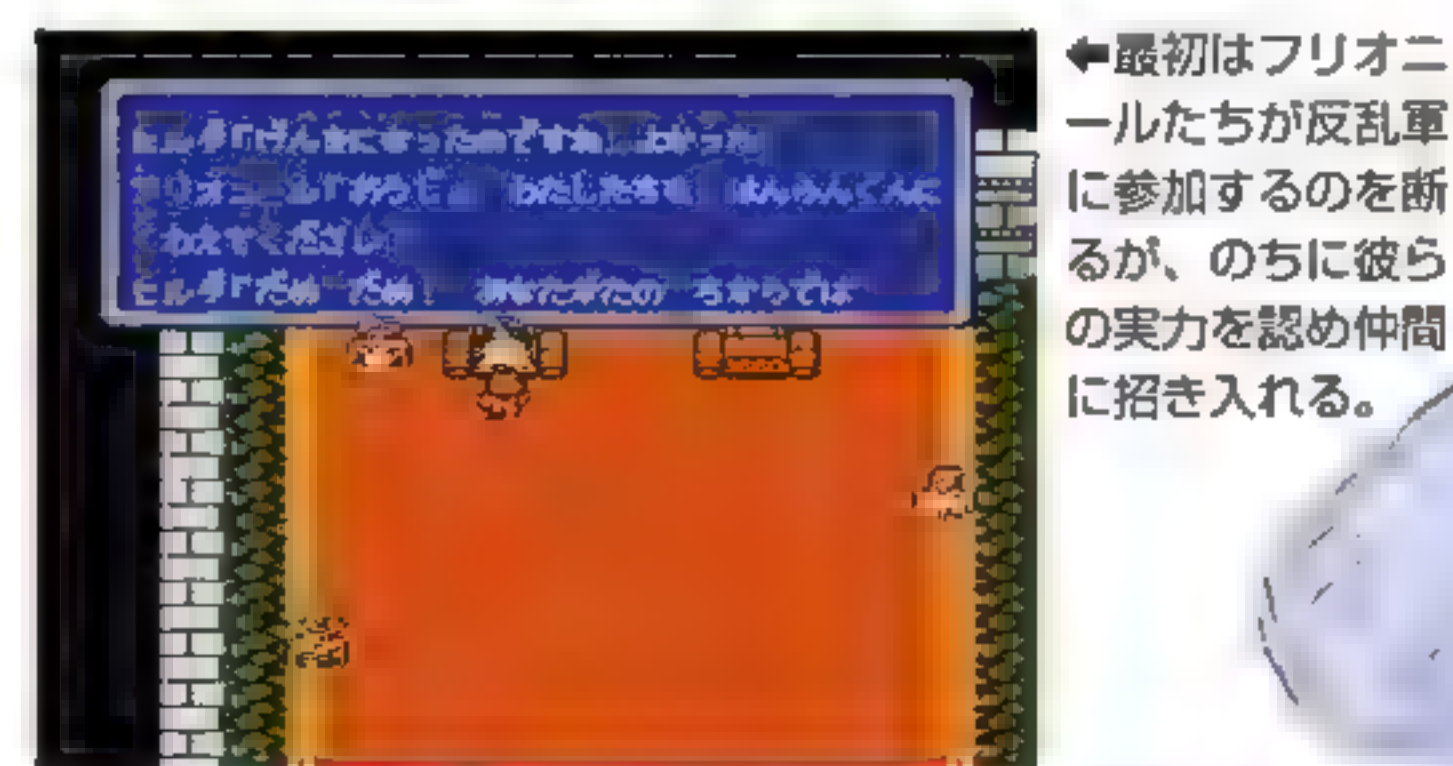 ヒルダ「げんきになったのですね わかっ
フリオニール「わたしたちも はんらんぐんに
くわえてください
ヒルダ「だめ だめ! あなたがたの ちからでは
←最初はフリオニ
ールたちが反乱軍
に参加するのを断
るが、のちに彼ら
の実力を認め仲間
に招き入れる。